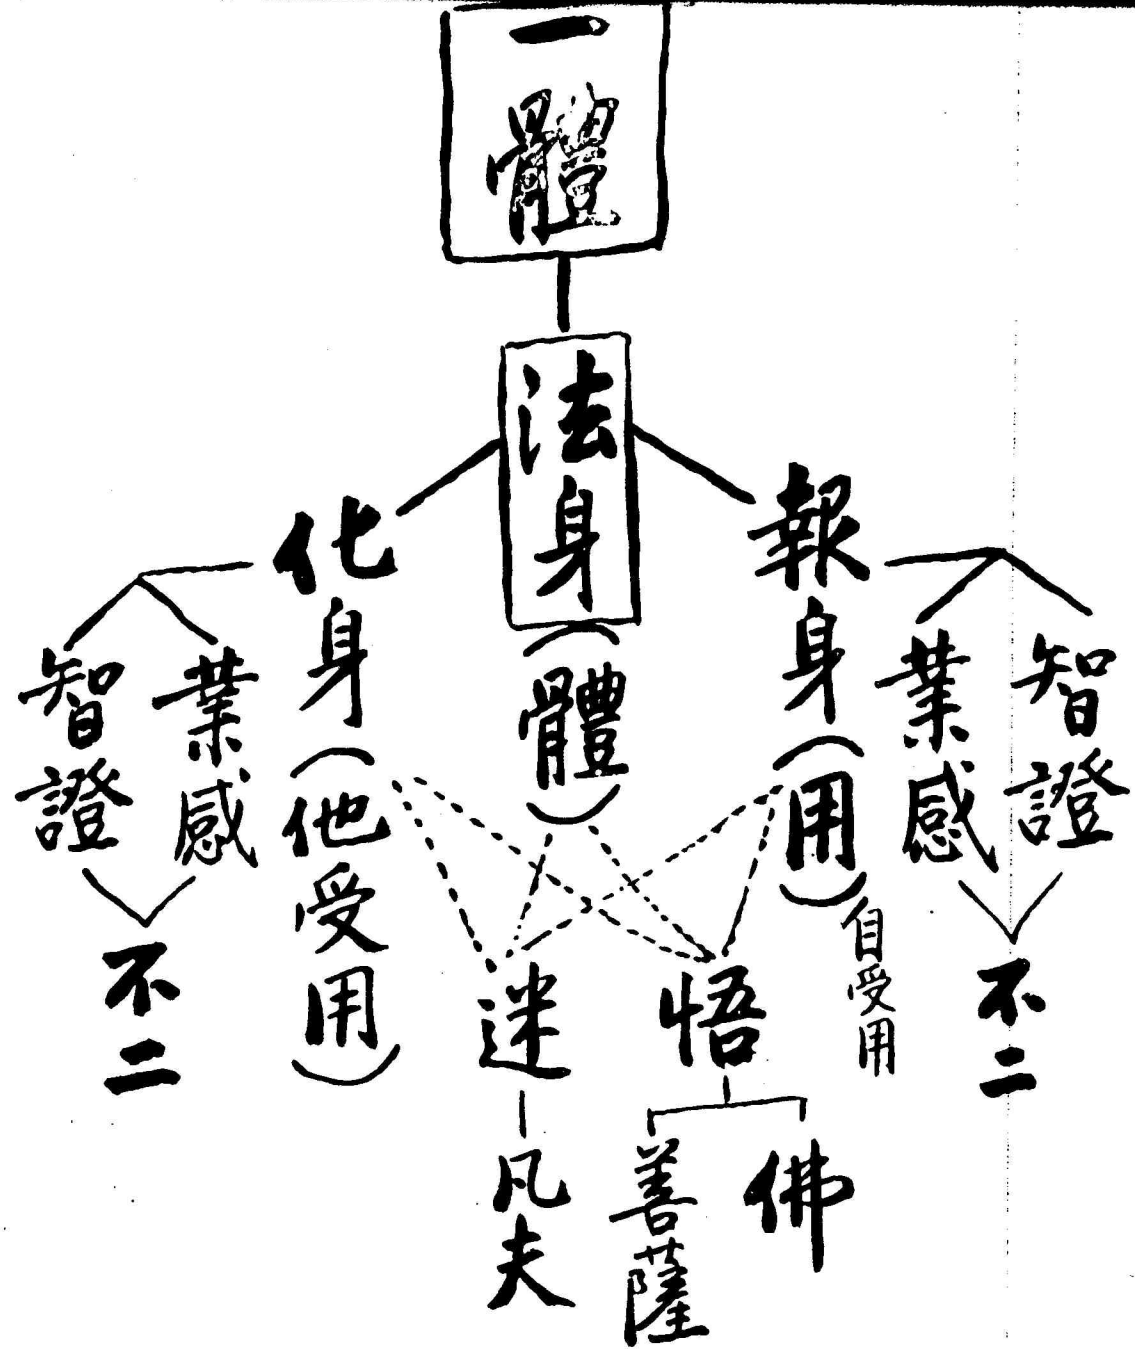 一體
法身(體)
報身(用)
自受用
智證
業感
不二
化身(他受用)
業感
智證
不二
悟
佛
菩薩
迷
凡夫